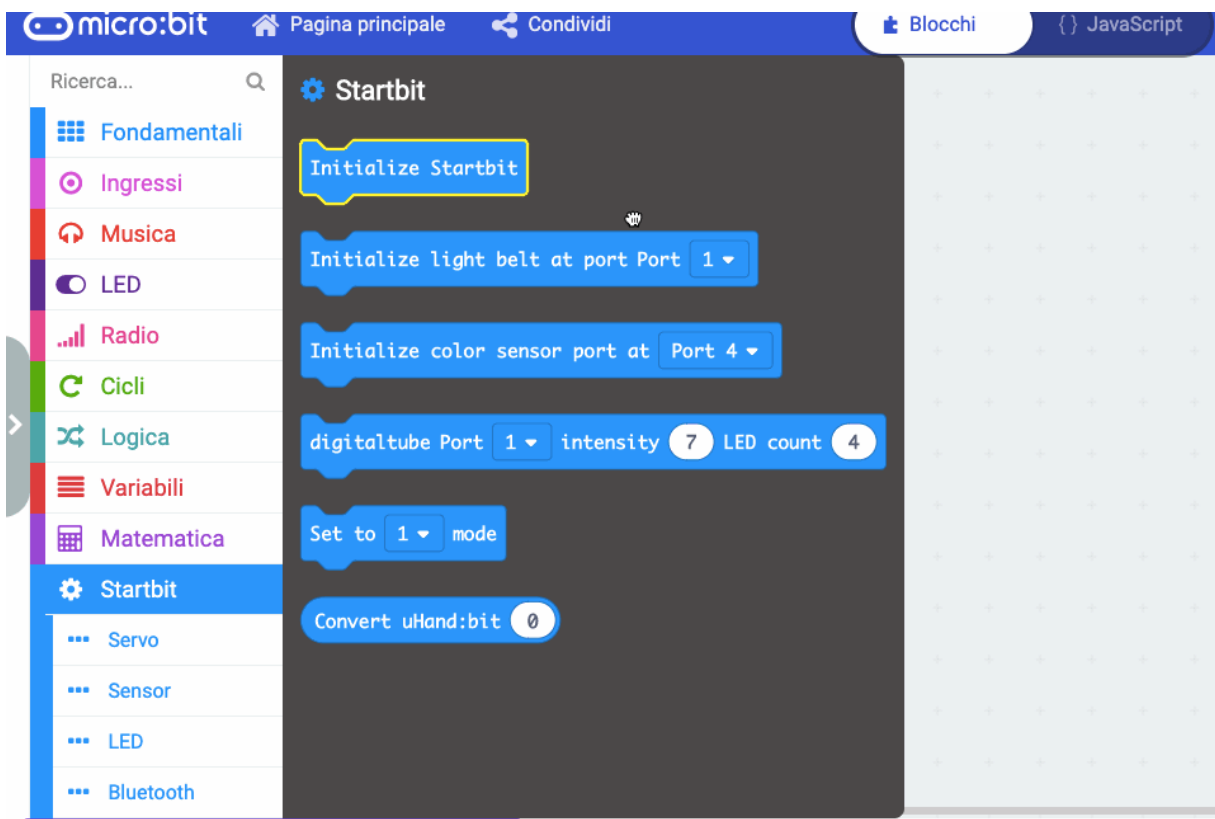 micro:bit Pagina principale Condividi Blocchi {} JavaScript
Ricerca...
Fondamentali
Ingressi
Musica
LED
Radio
Cicli
Logica
Variabili
Matematica
Startbit
Servo
Sensor
LED
Bluetooth
Startbit
Initialize Startbit
Initialize light belt at port Port 1
Initialize color sensor port at Port 4
digitaltube Port 1 intensity 7 LED count 4
Set to 1 mode
Convert uHand:bit 0